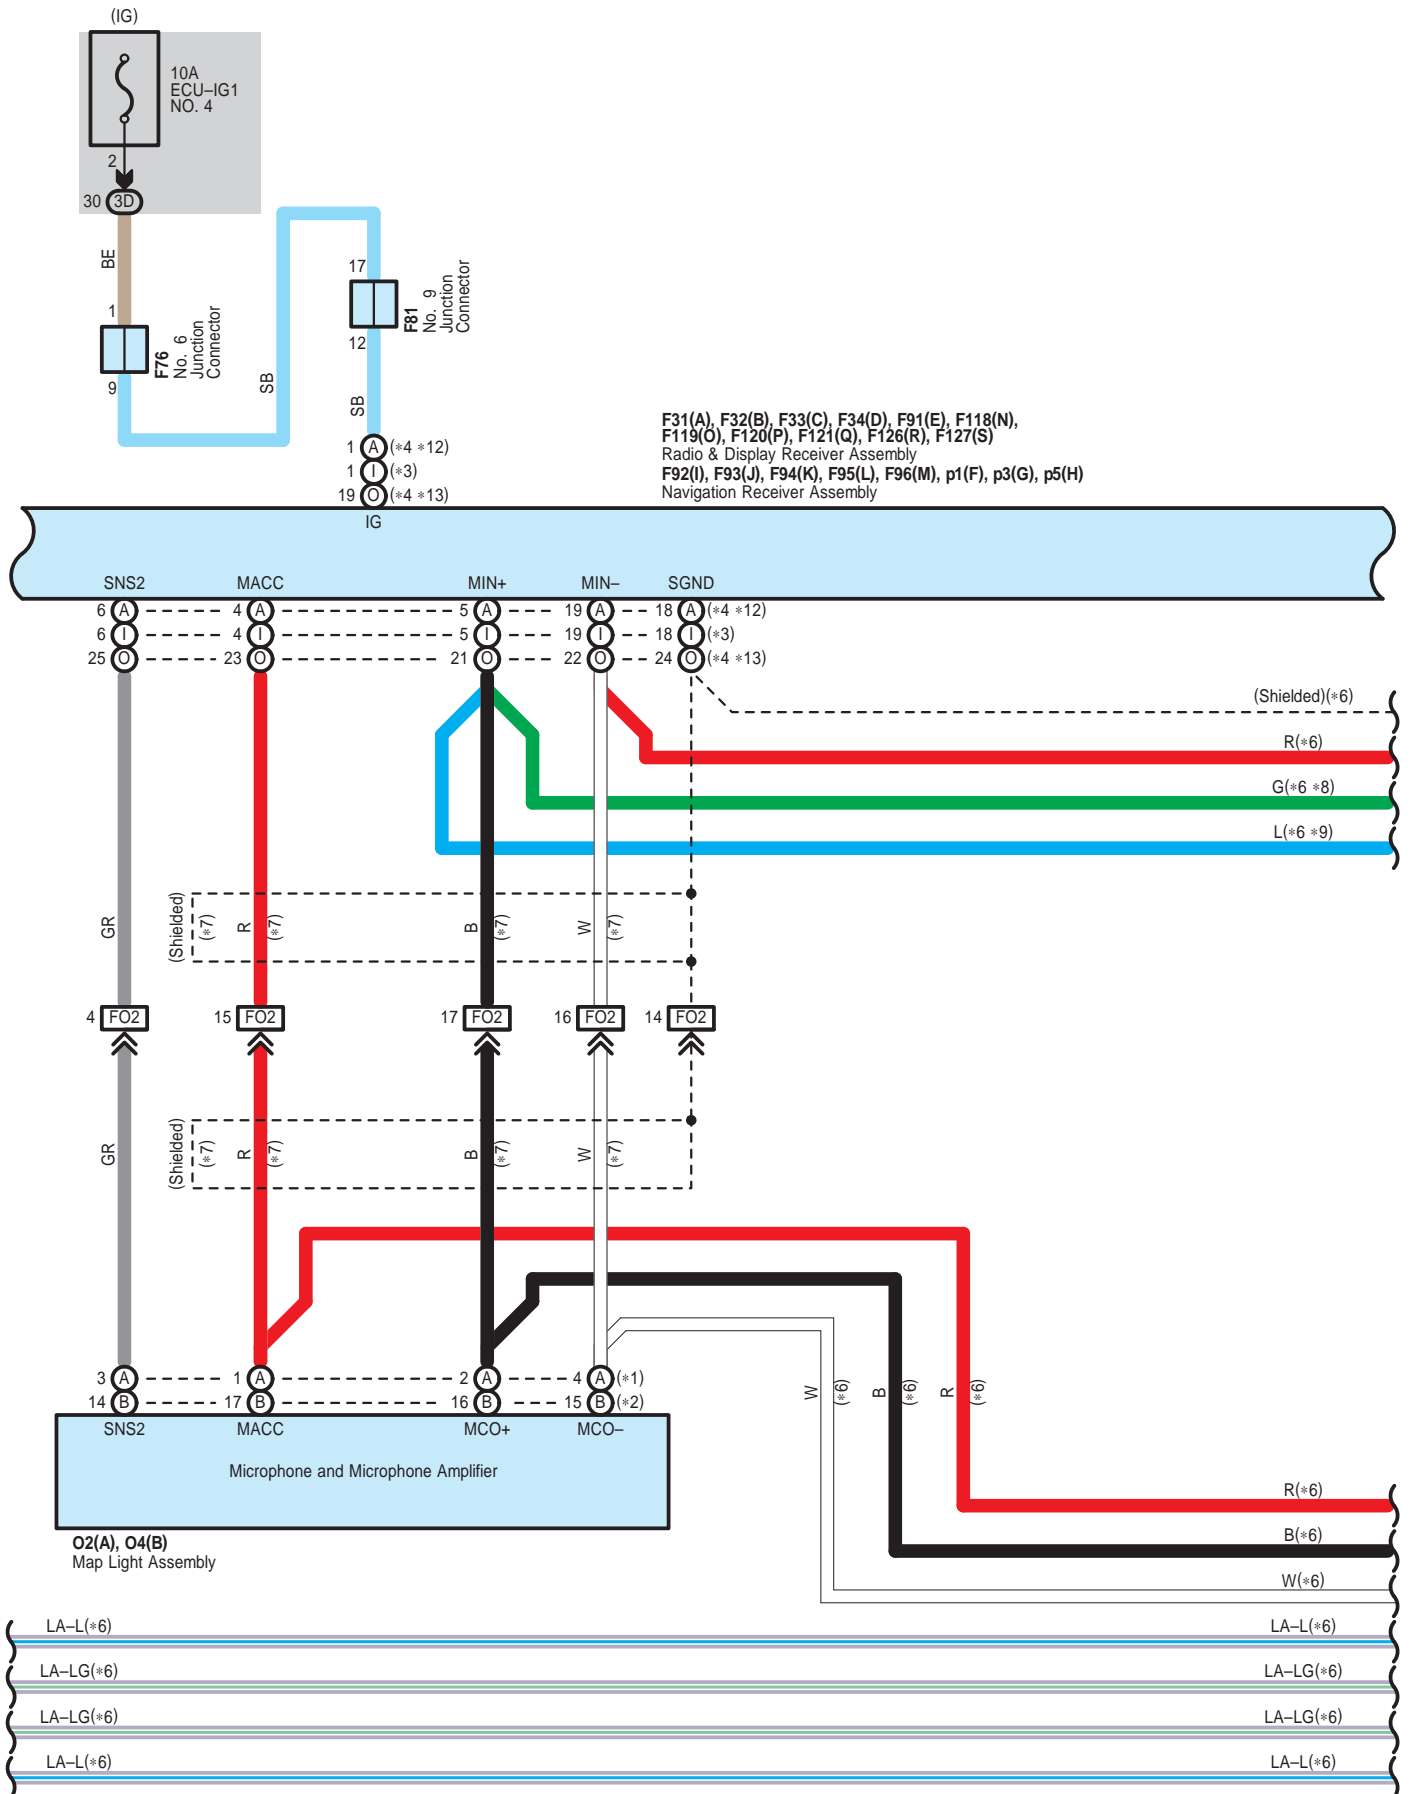 (IG)
10A
ECU–IG1
NO. 4
2
30 3D
BE
1
F76
No. 6
Junction
Connector
9
SB
17
F81
No. 9
Junction
Connector
12
SB
1 A (*4 *12)
1 I (*3)
19 O (*4 *13)
IG
F31(A), F32(B), F33(C), F34(D), F91(E), F118(N),
F119(O), F120(P), F121(Q), F126(R), F127(S)
Radio & Display Receiver Assembly
F92(I), F93(J), F94(K), F95(L), F96(M), p1(F), p3(G), p5(H)
Navigation Receiver Assembly
SNS2 MACC MIN+ MIN– SGND
6 A 4 A 5 A 19 A 18 A (*4 *12)
6 I 4 I 5 I 19 I 18 I (*3)
25 O 23 O 21 O 22 O 24 O (*4 *13)
(Shielded)(*6)
R(*6)
G(*6 *8)
L(*6 *9)
GR (Shielded) (*7) R (*7) B (*7) W (*7)
4 FO2 15 FO2 17 FO2 16 FO2 14 FO2
GR (Shielded) (*7) R (*7) B (*7) W (*7)
3 A 1 A 2 A 4 A (*1)
14 B 17 B 16 B 15 B (*2)
W (*6) B (*6) R (*6)
SNS2 MACC MCO+ MCO–
Microphone and Microphone Amplifier
O2(A), O4(B)
Map Light Assembly
R(*6)
B(*6)
W(*6)
LA–L(*6) LA–L(*6)
LA–LG(*6) LA–LG(*6)
LA–LG(*6) LA–LG(*6)
LA–L(*6) LA–L(*6)